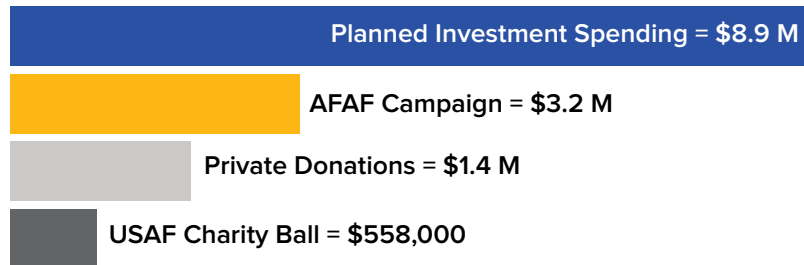 Planned Investment Spending = $8.9 M
AFAF Campaign = $3.2 M
Private Donations = $1.4 M
USAF Charity Ball = $558,000